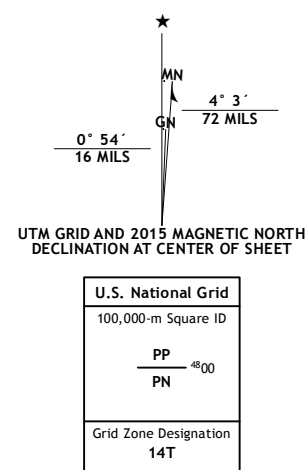 ★
MN
4° 3´
72 MILS
GN
0° 54´
16 MILS
UTM GRID AND 2015 MAGNETIC NORTH
DECLINATION AT CENTER OF SHEET
U.S. National Grid
100,000-m Square ID
PP
4800
PN
Grid Zone Designation
14T